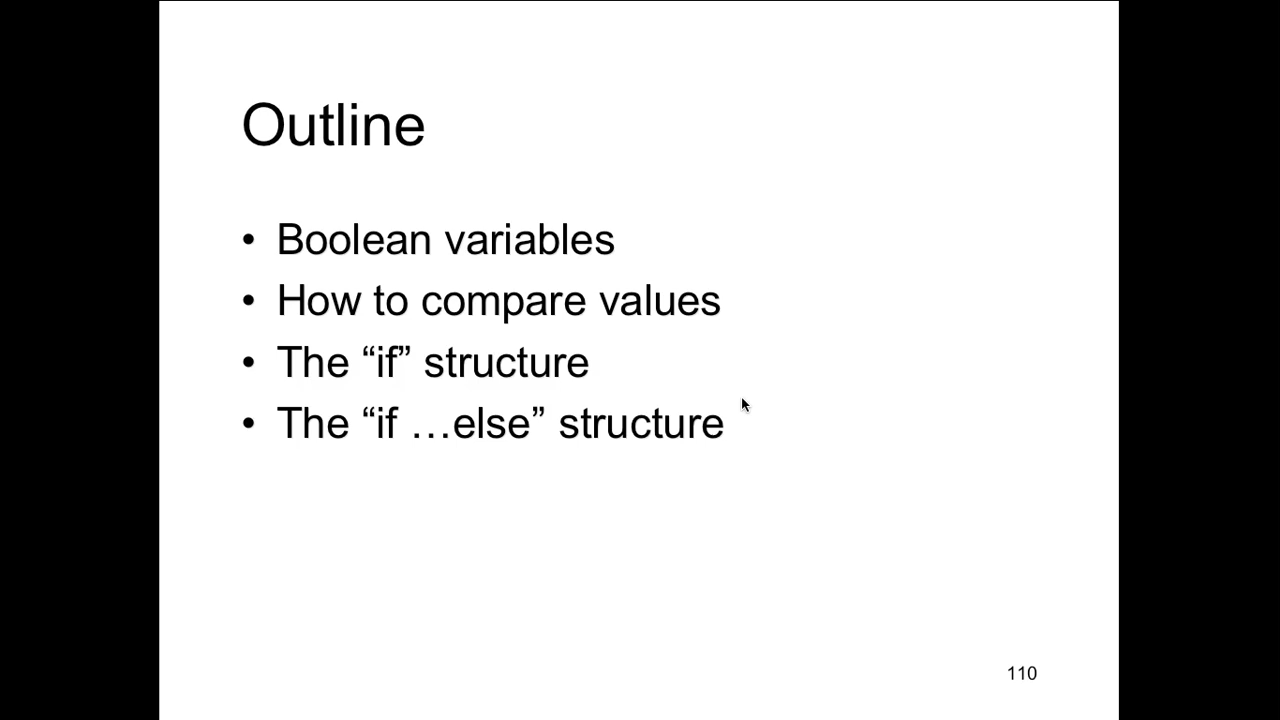 Outline
• Boolean variables
• How to compare values
• The “if” structure
• The “if …else” structure
110